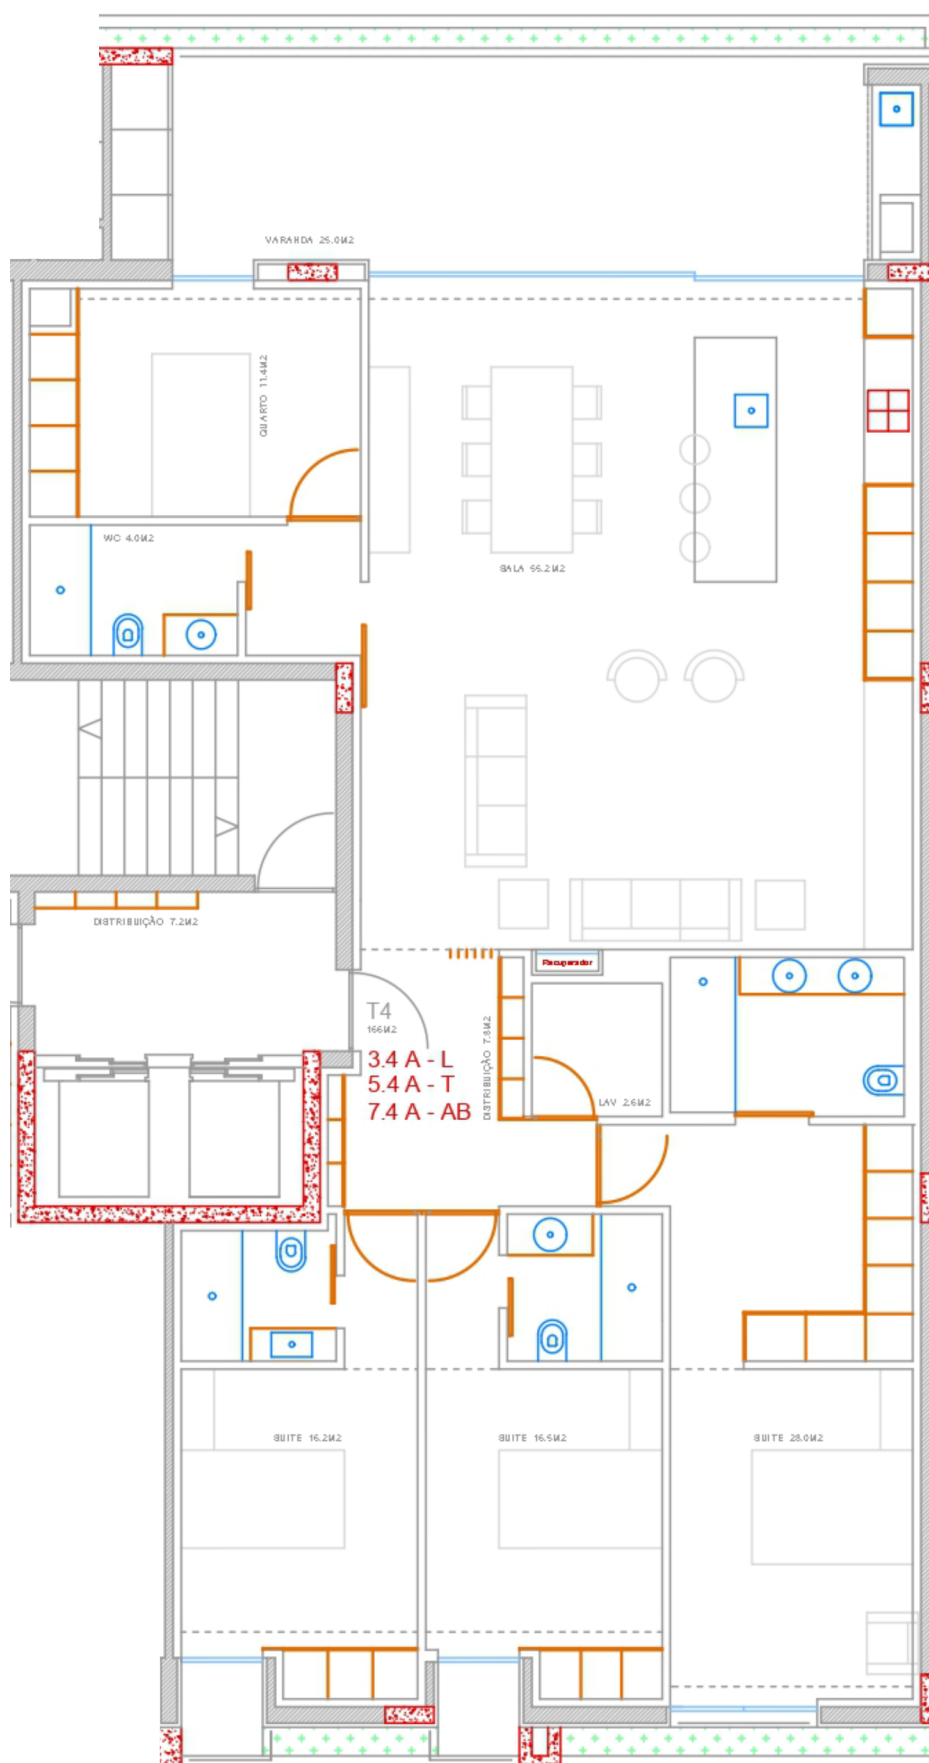 VARANDA 25.0M2
QUARTO 11.4M2
WC 4.0M2
SALA 55.2M2
DISTRIBUIÇÃO 7.2M2
Recuperador
T4
166M2
3.4 A - L
5.4 A - T
7.4 A - AB
DISTRIBUIÇÃO 7.8M2
LAV 2.6M2
SUITE 16.2M2
SUITE 16.5M2
SUITE 28.0M2